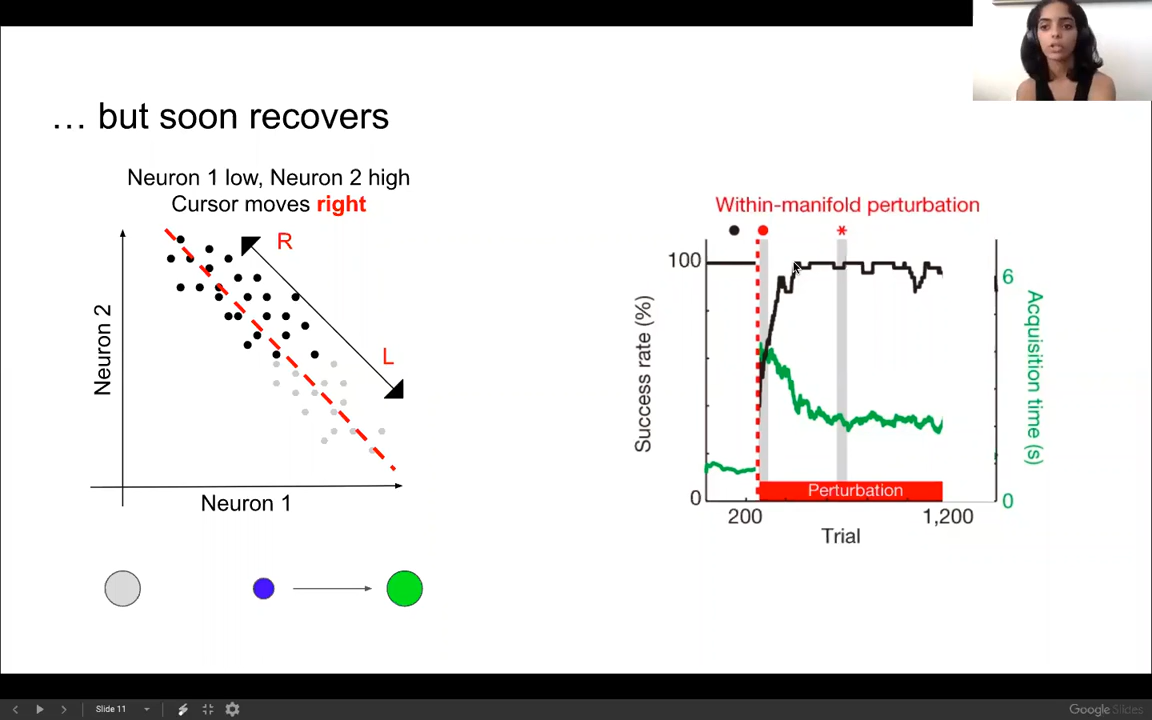 … but soon recovers
Neuron 1 low, Neuron 2 high
Cursor moves right
R
L
Neuron 2
Neuron 1
Within-manifold perturbation
*
100
0
Success rate (%)
6
0
Acquisition time (s)
Perturbation
200
1,200
Trial
Slide 11
Google Slides